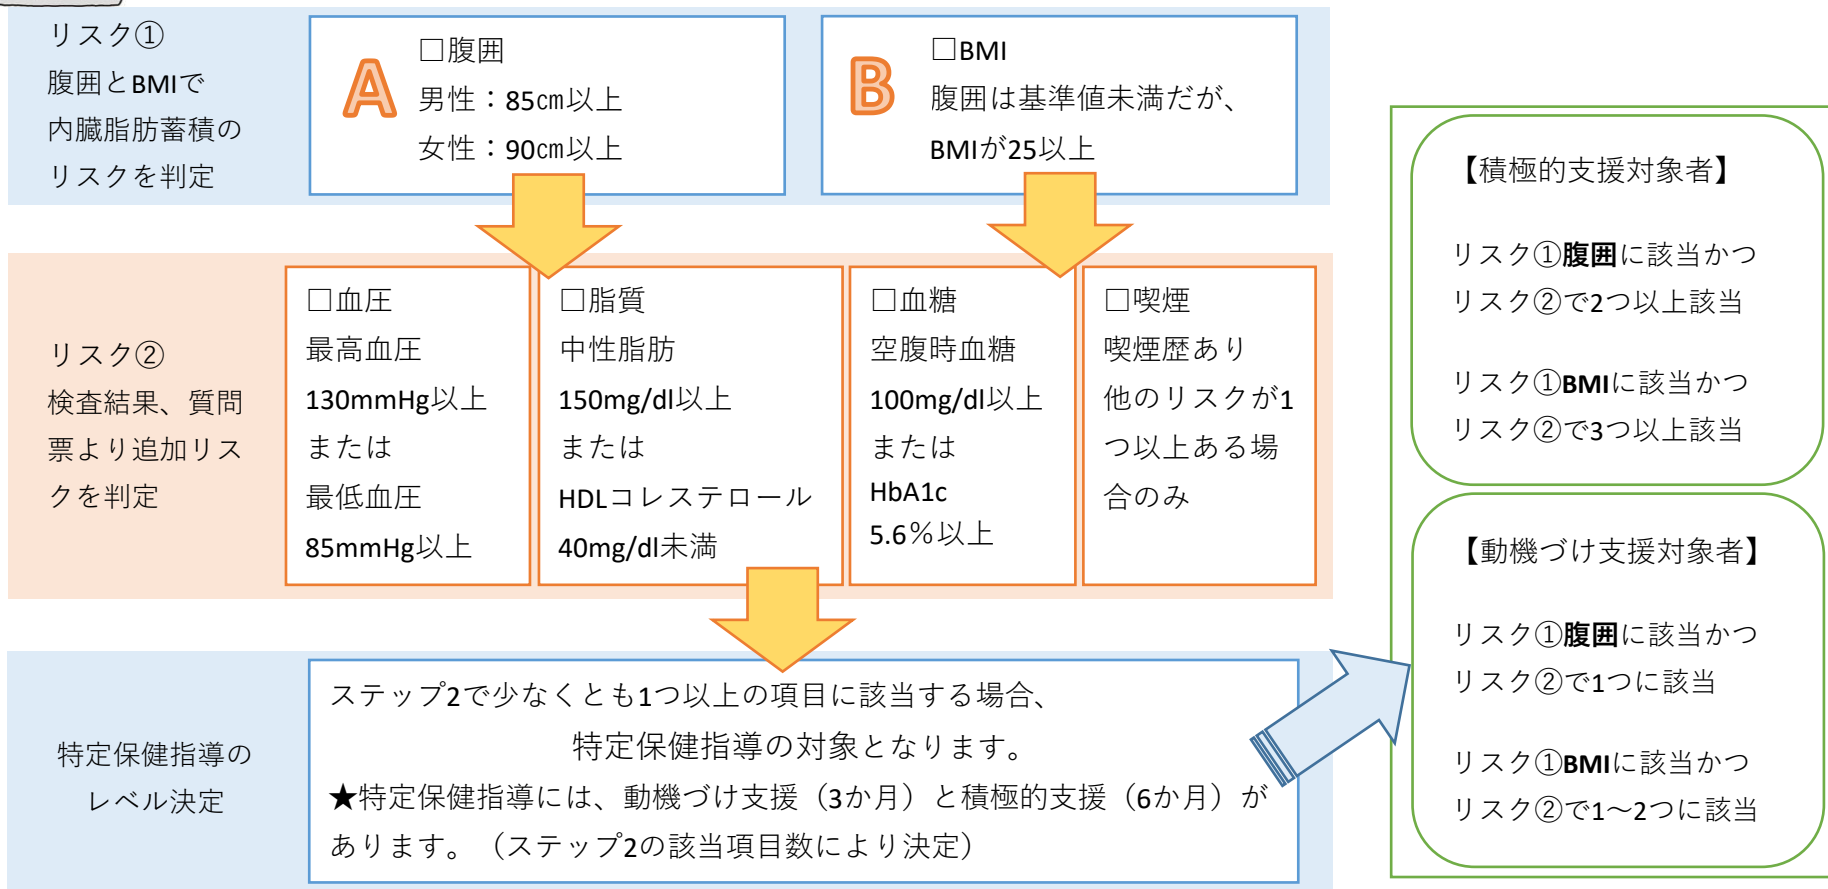 リスク①
腹囲とBMIで
内臓脂肪蓄積の
リスクを判定
A
□腹囲
男性：85㎝以上
女性：90㎝以上
B
□BMI
腹囲は基準値未満だが、
BMIが25以上
リスク②
検査結果、質問
票より追加リス
クを判定
□血圧
最高血圧
130mmHg以上
または
最低血圧
85mmHg以上
□脂質
中性脂肪
150mg/dl以上
または
HDLコレステロール
40mg/dl未満
□血糖
空腹時血糖
100mg/dl以上
または
HbA1c
5.6％以上
□喫煙
喫煙歴あり
他のリスクが1
つ以上ある場
合のみ
特定保健指導の
レベル決定
ステップ2で少なくとも1つ以上の項目に該当する場合、
特定保健指導の対象となります。
★特定保健指導には、動機づけ支援（3か月）と積極的支援（6か月）が
あります。（ステップ2の該当項目数により決定）
【積極的支援対象者】
リスク①腹囲に該当かつ
リスク②で2つ以上該当
リスク①BMIに該当かつ
リスク②で3つ以上該当
【動機づけ支援対象者】
リスク①腹囲に該当かつ
リスク②で1つに該当
リスク①BMIに該当かつ
リスク②で1～2つに該当